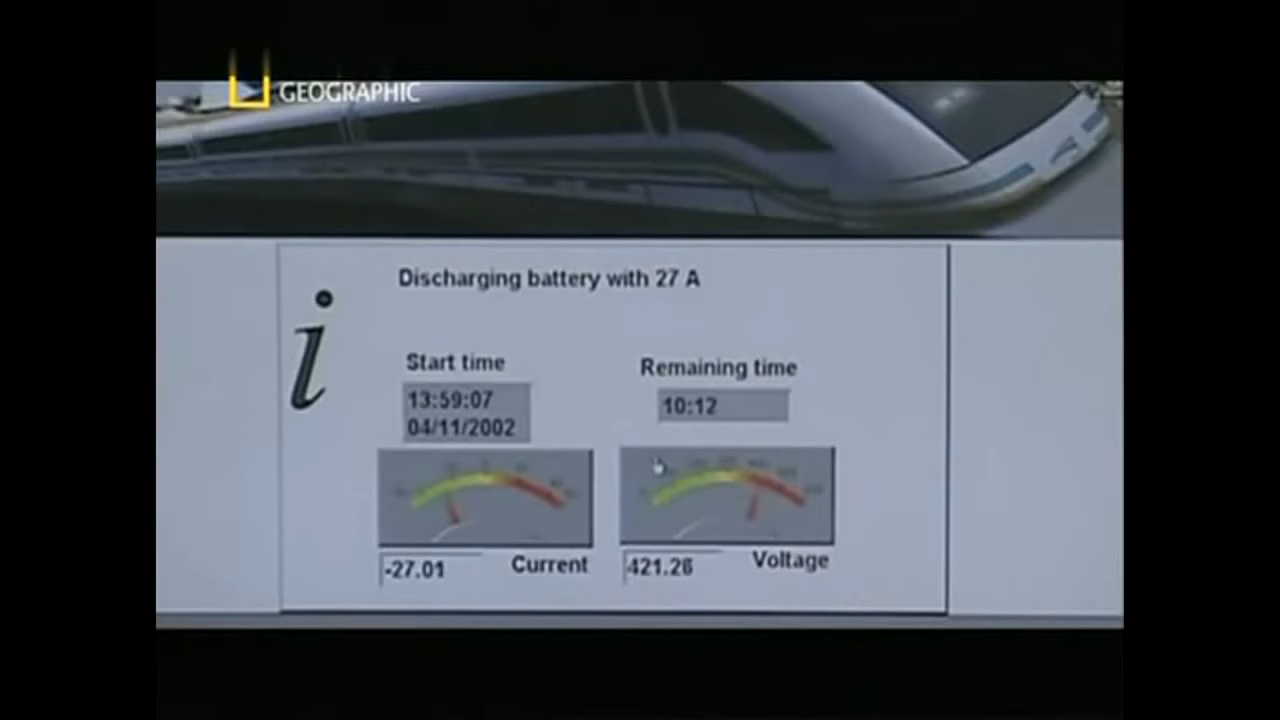 GEOGRAPHIC
Discharging battery with 27 A
Start time
Remaining time
13:59:07
04/11/2002
10:12
-27.01
Current
421.26
Voltage